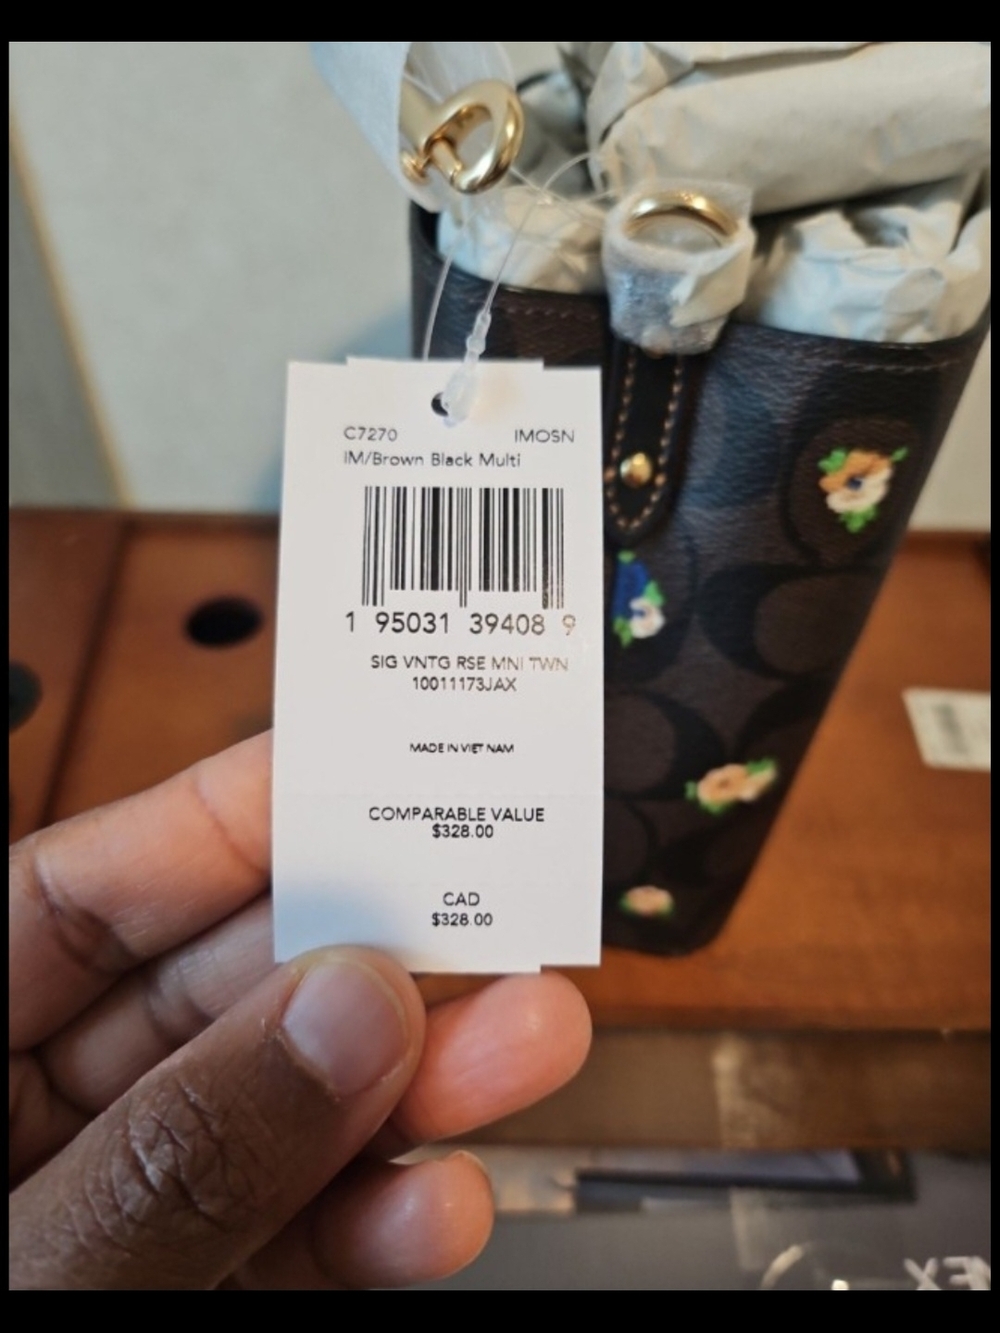 C7270 IMOSN
IM/Brown Black Multi
1 95031 39408 9
SIG VNTG RSE MNI TWN
10011173JAX
MADE IN VIET NAM
COMPARABLE VALUE
$328.00
CAD
$328.00